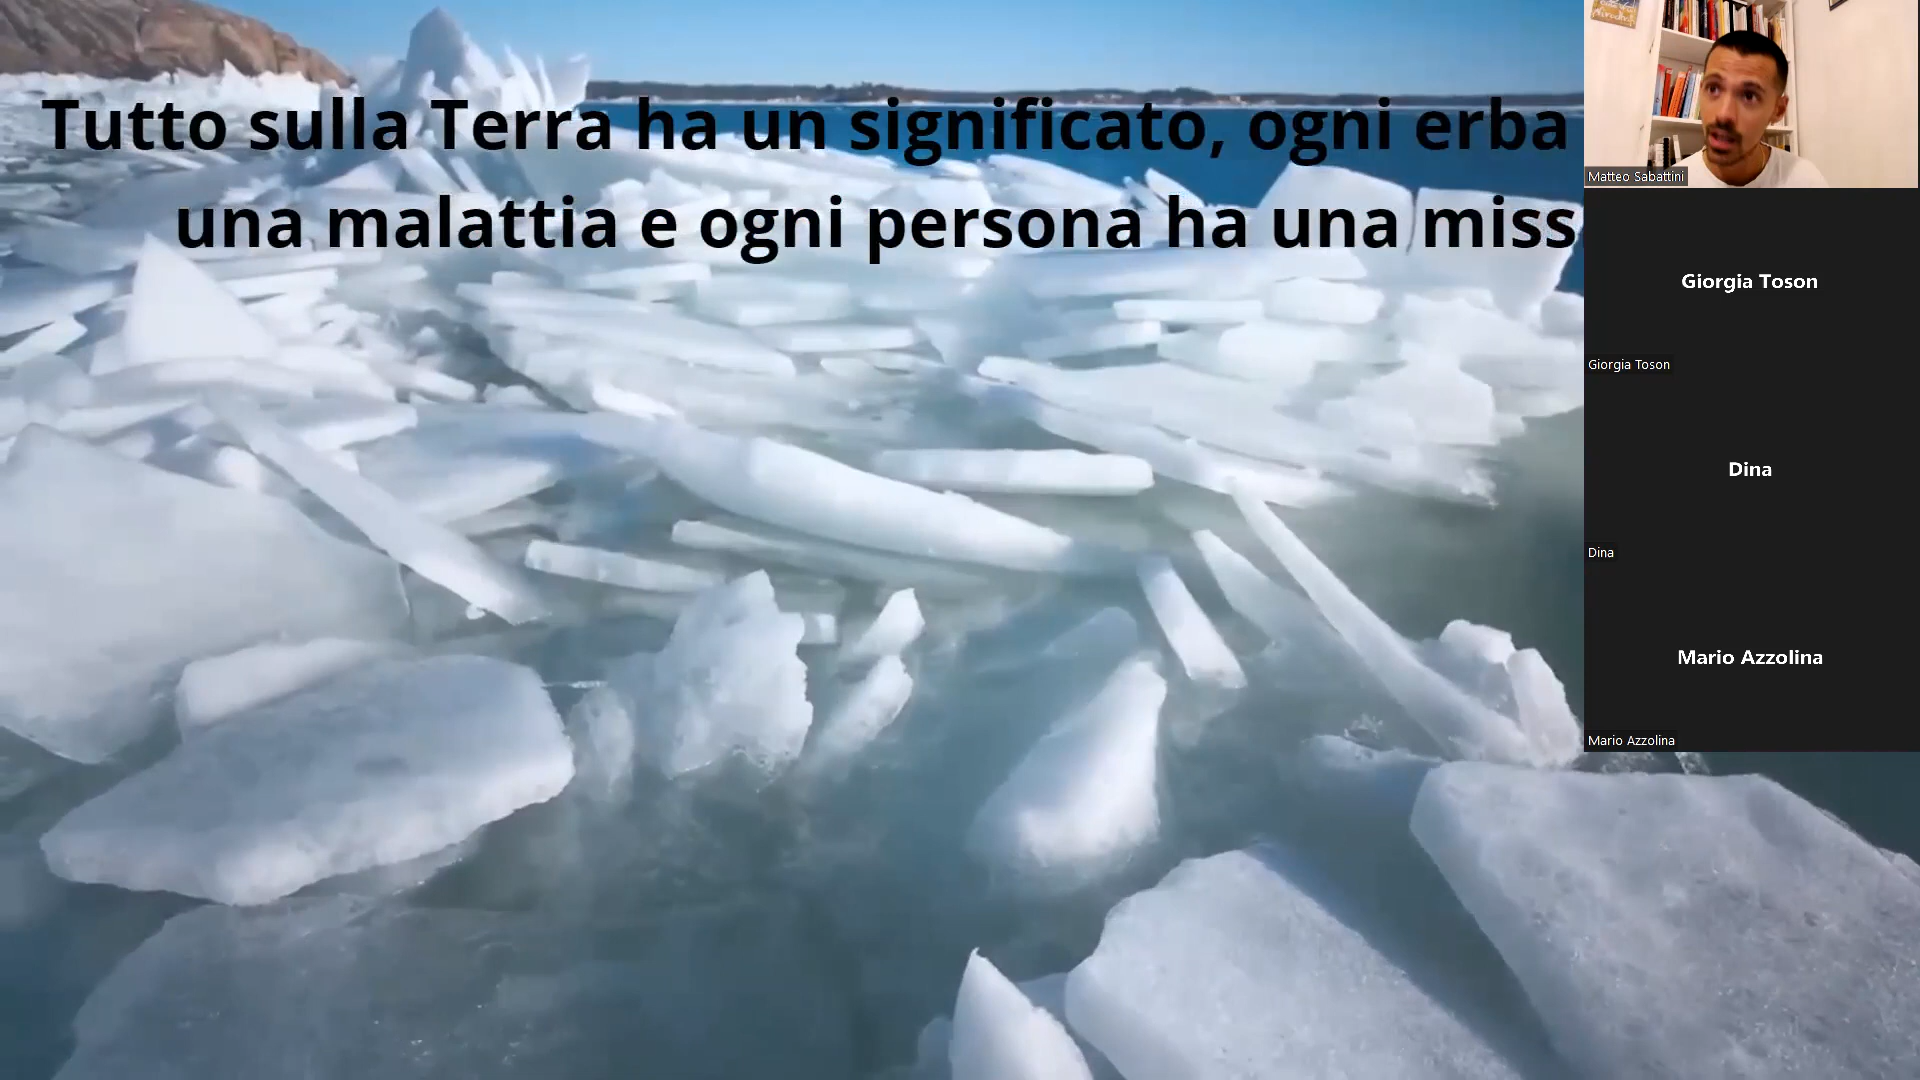 Tutto sulla Terra ha un significato, ogni erba
una malattia e ogni persona ha una miss
Matteo Sabattini
Giorgia Toson
Giorgia Toson
Dina
Dina
Mario Azzolina
Mario Azzolina